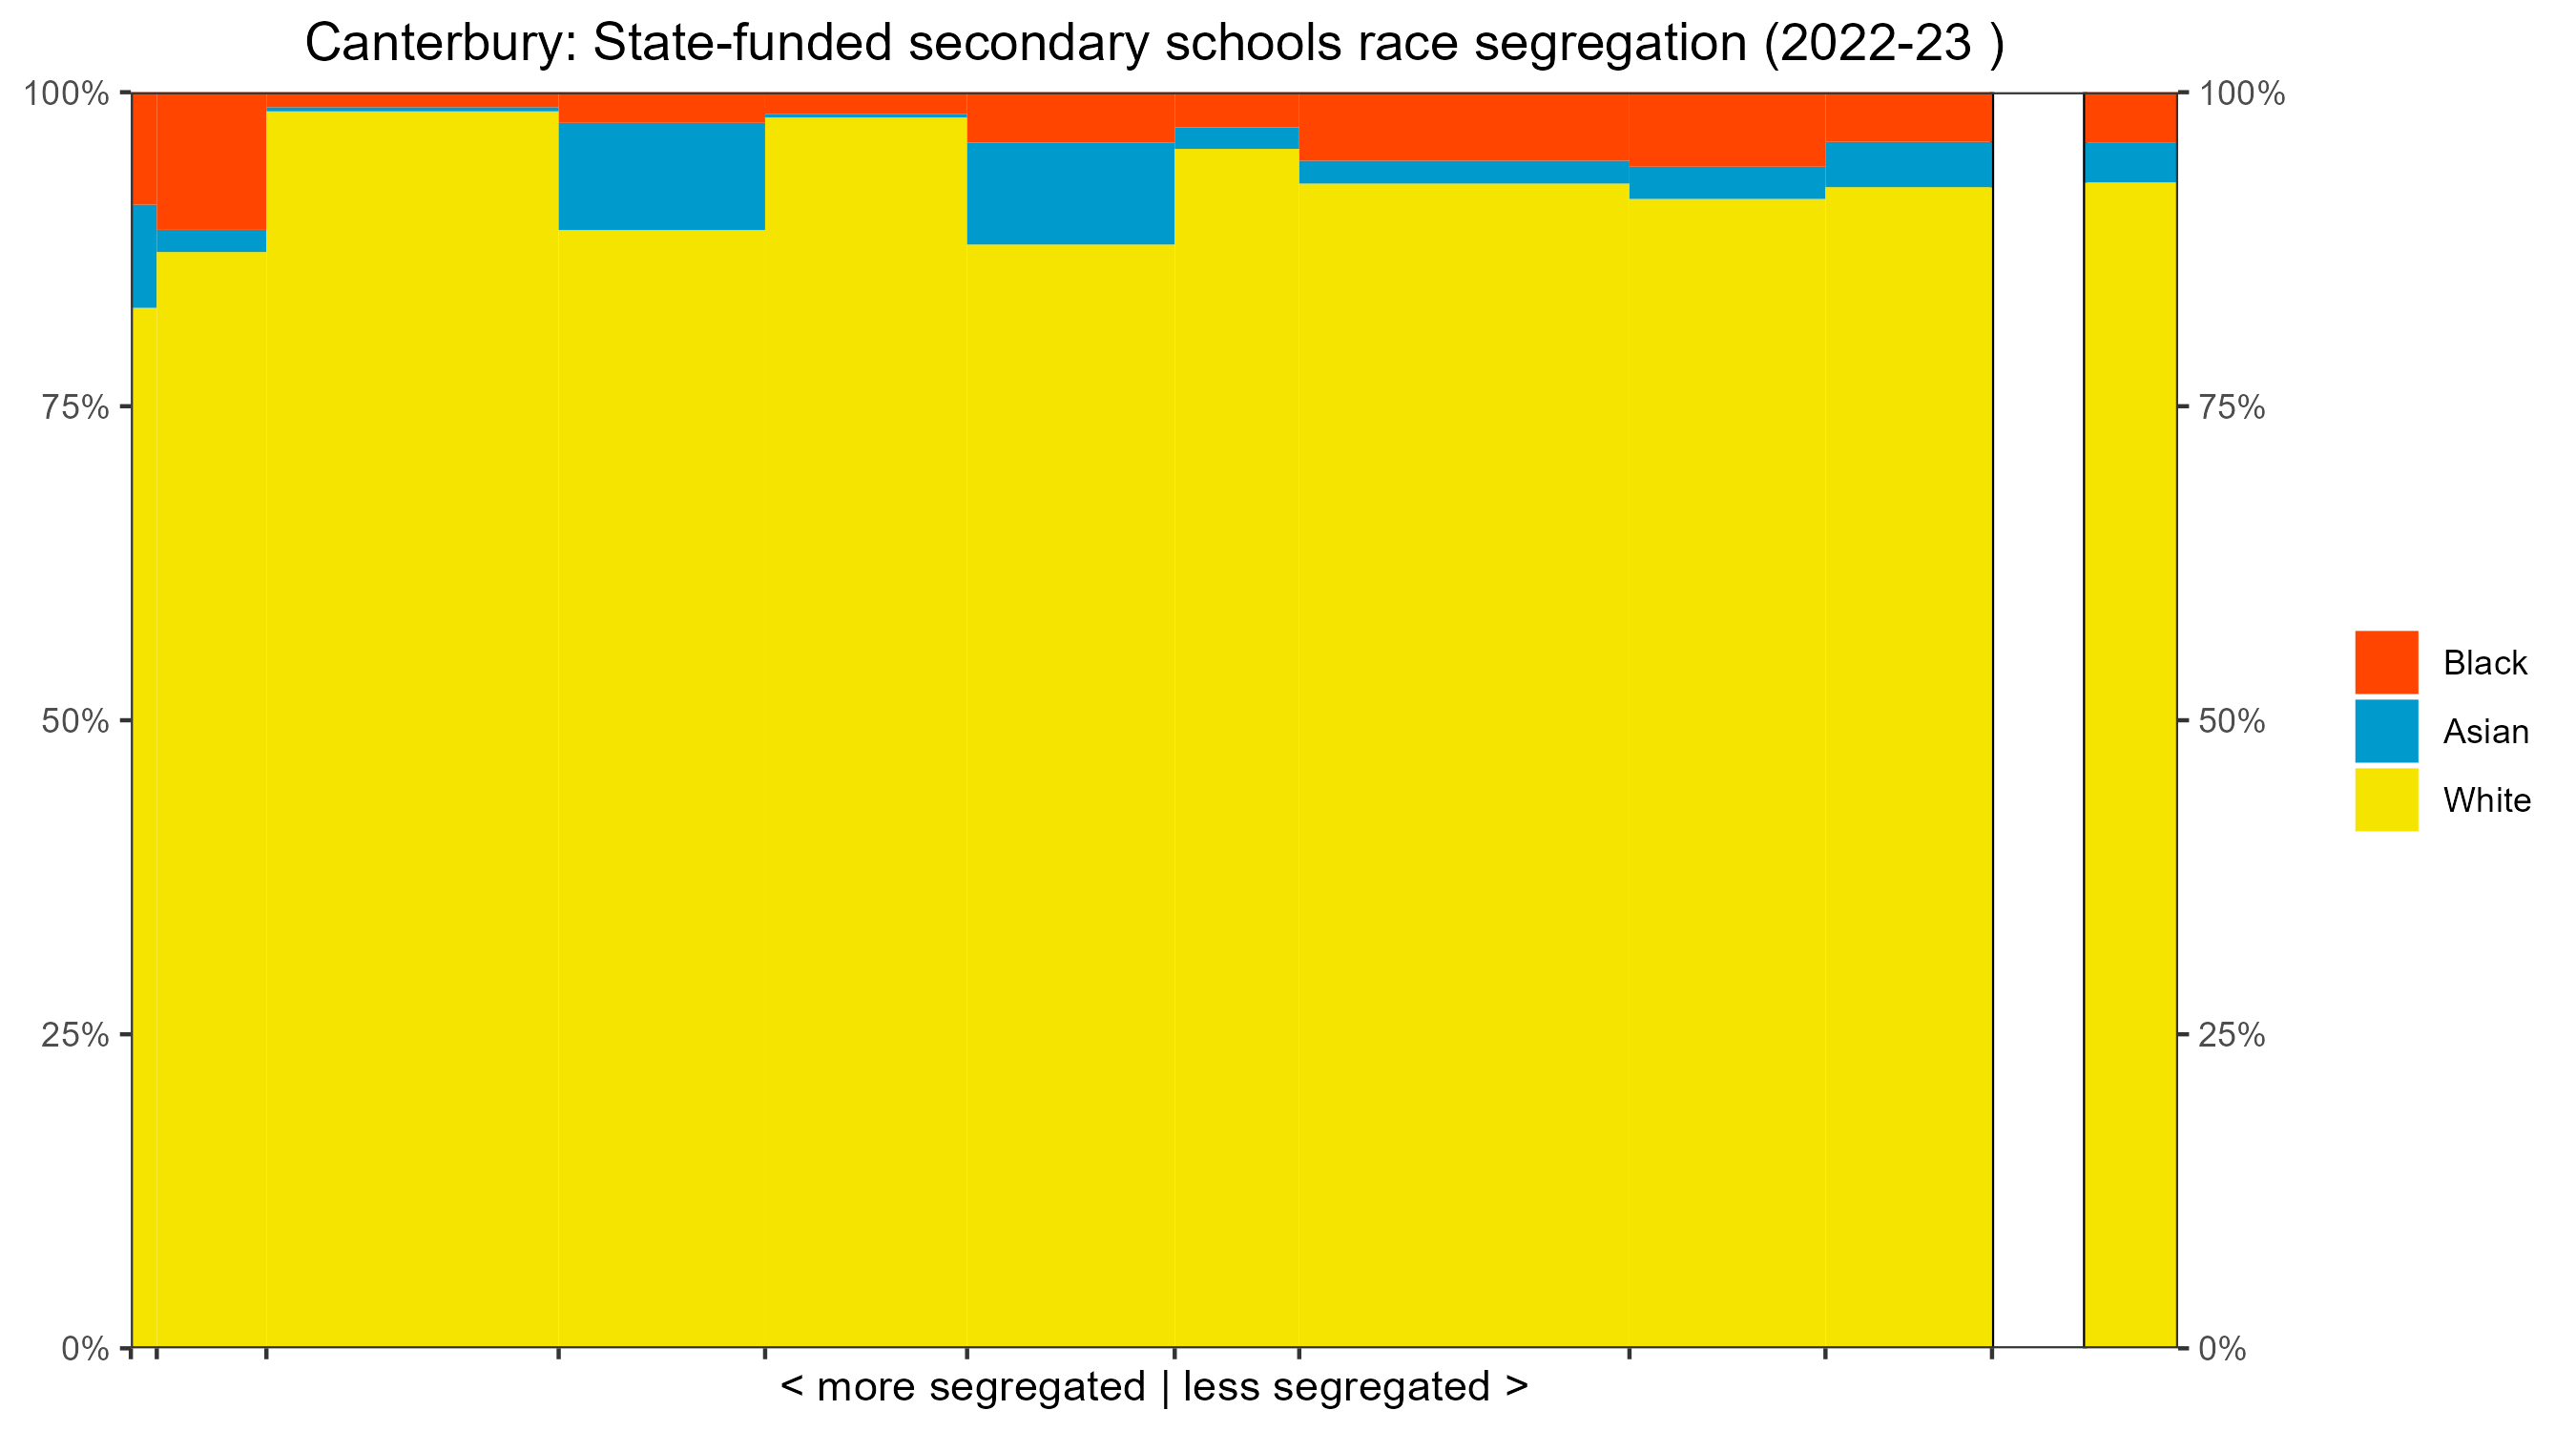 Canterbury: State-funded secondary schools race segregation (2022-23 )
100%
75%
50%
25%
0%
100%
75%
50%
25%
0%
Black
Asian
White
< more segregated | less segregated >